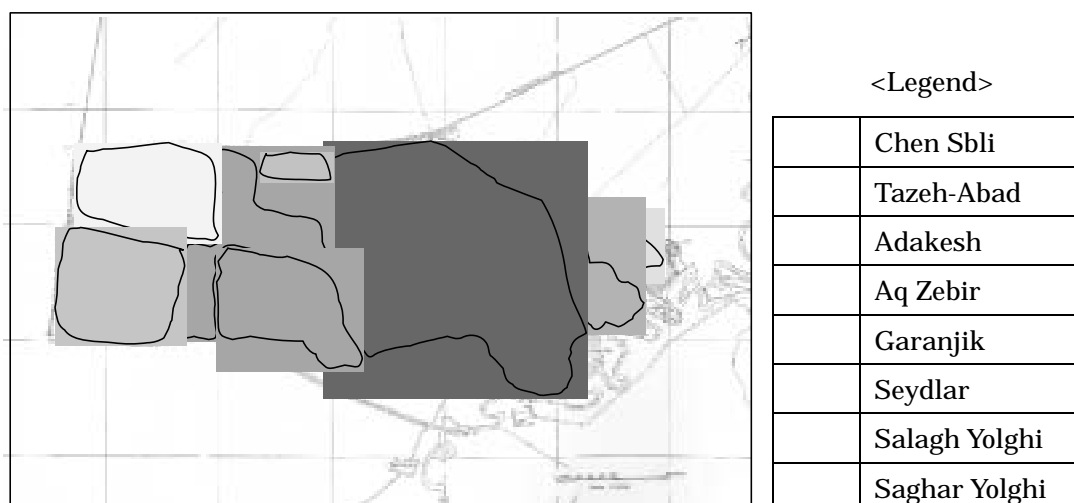 <Legend>
Chen Sbli
Tazeh-Abad
Adakesh
Aq Zebir
Garanjik
Seydlar
Salagh Yolghi
Saghar Yolghi